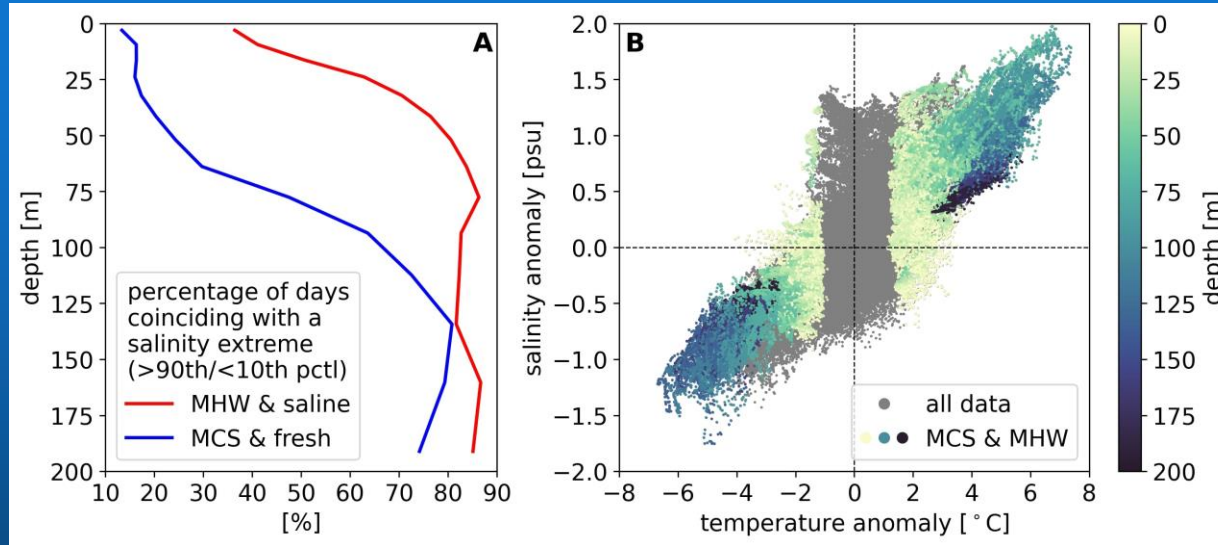 A
0
25
50
75
100
125
150
175
200
depth [m]
percentage of days
coinciding with a
salinity extreme
(>90th/<10th pctl)
MHW & saline
MCS & fresh
10 20 30 40 50 60 70 80 90
[%]
B
2.0
1.5
1.0
0.5
0.0
−0.5
−1.0
−1.5
−2.0
salinity anomaly [psu]
all data
MCS & MHW
−8 −6 −4 −2 0 2 4 6 8
temperature anomaly [°C]
0
25
50
75
100
125
150
175
200
depth [m]